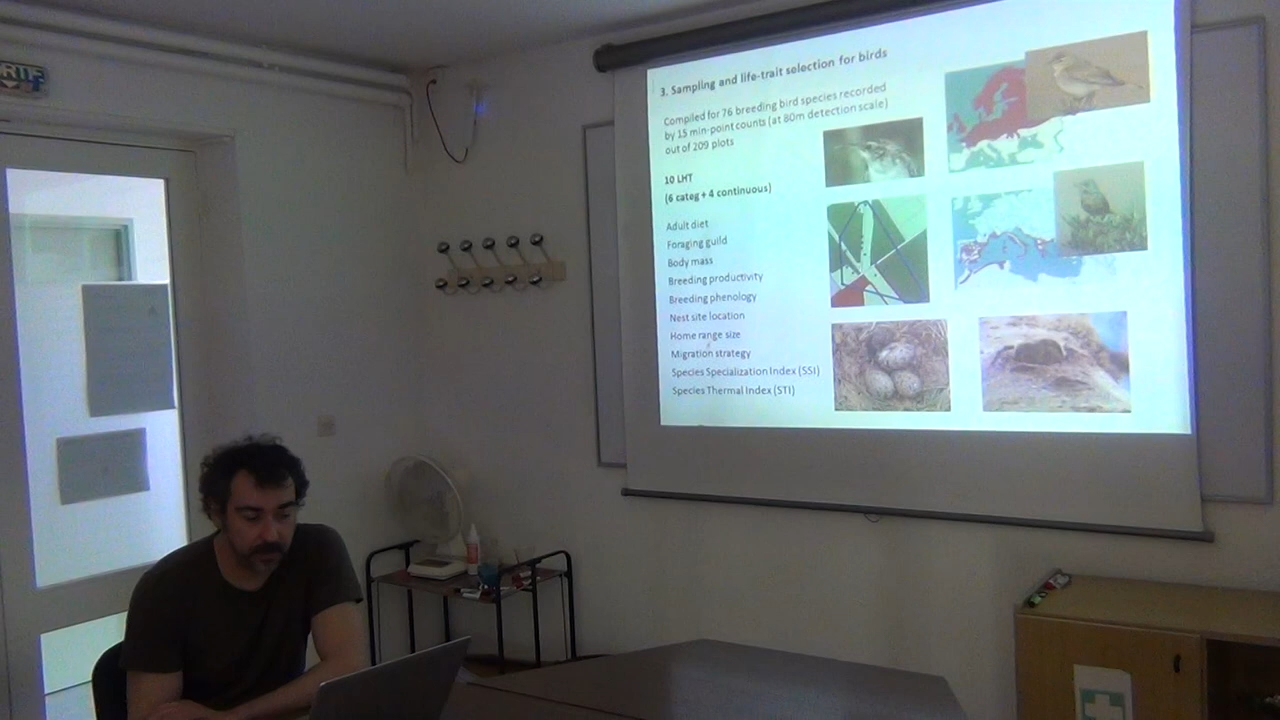 3. Sampling and life-trait selection for birds
Compiled for 76 breeding bird species recorded
by 15 min-point counts (at 80m detection scale)
out of 209 plots
10 LHT
(6 categ + 4 continuous)
Adult diet
Foraging guild
Body mass
Breeding productivity
Breeding phenology
Nest site location
Home range size
Migration strategy
Species Specialization Index (SSI)
Species Thermal Index (STI)